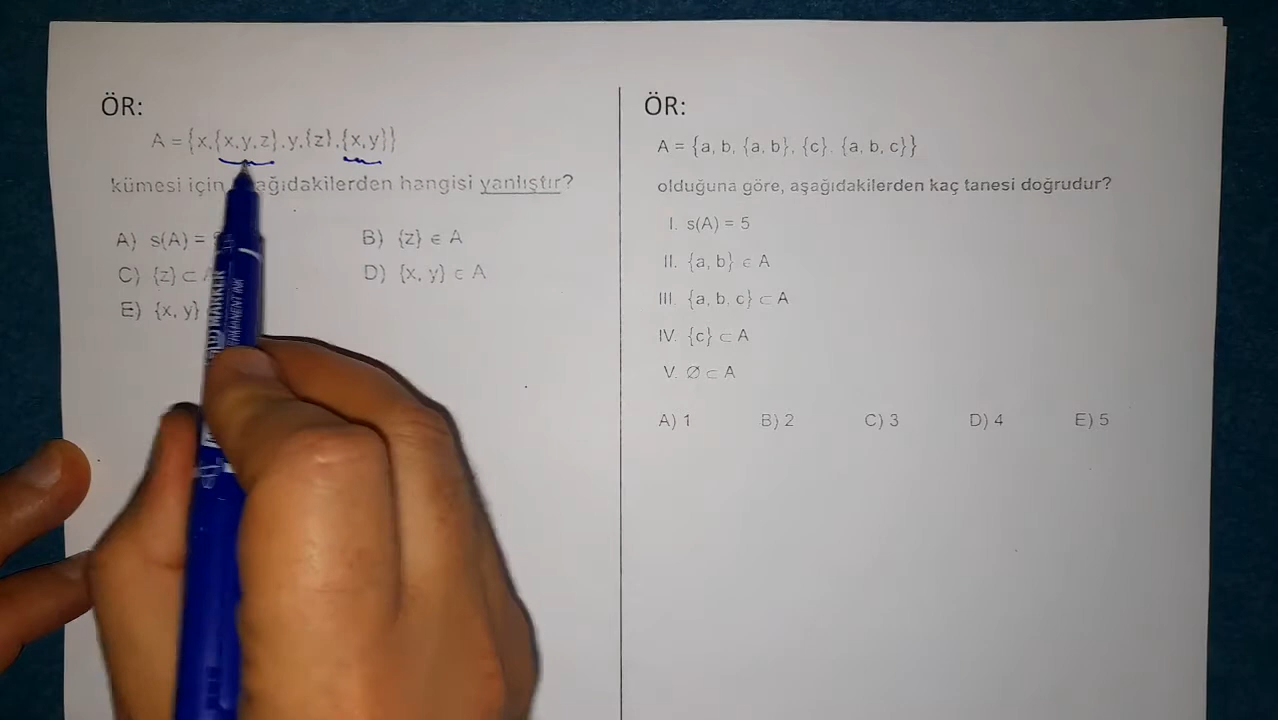 ÖR:
A = {x,{x,y,z},y,{z},{x,y}}
kümesi için hangisi yanlıştır?
A) s(A) =
B) {z} ∈ A
C) {z} ⊂
D) {x, y} ∈ A
E) {x, y}
ÖR:
A = {a, b, {a, b}, {c}. {a, b, c}}
olduğuna göre, aşağıdakilerden kaç tanesi doğrudur?
I. s(A) = 5
II. {a, b} ∈ A
III. {a, b, c} ⊂ A
IV. {c} ⊂ A
V. Ø ⊂ A
A) 1 B) 2 C) 3 D) 4 E) 5